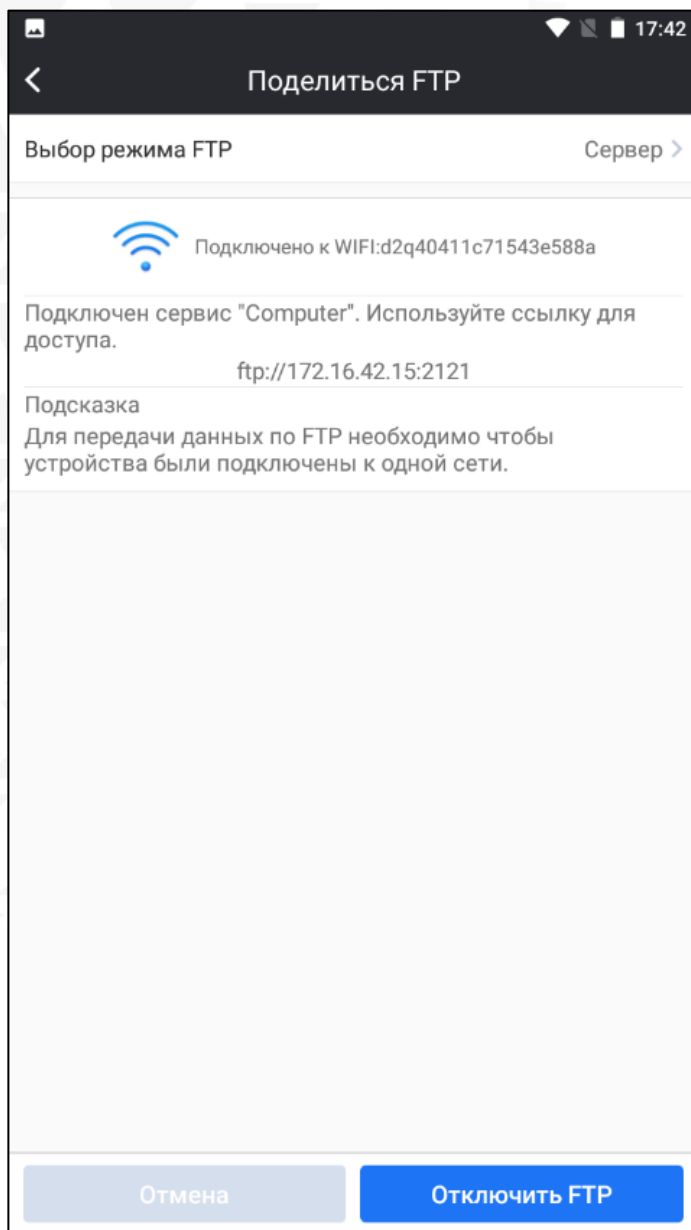 17:42
Поделиться FTP
Выбор режима FTP
Сервер
Подключено к WIFI:d2q40411c71543e588a
Подключен сервис "Computer". Используйте ссылку для
доступа.
ftp://172.16.42.15:2121
Подсказка
Для передачи данных по FTP необходимо чтобы
устройства были подключены к одной сети.
Отмена
Отключить FTP